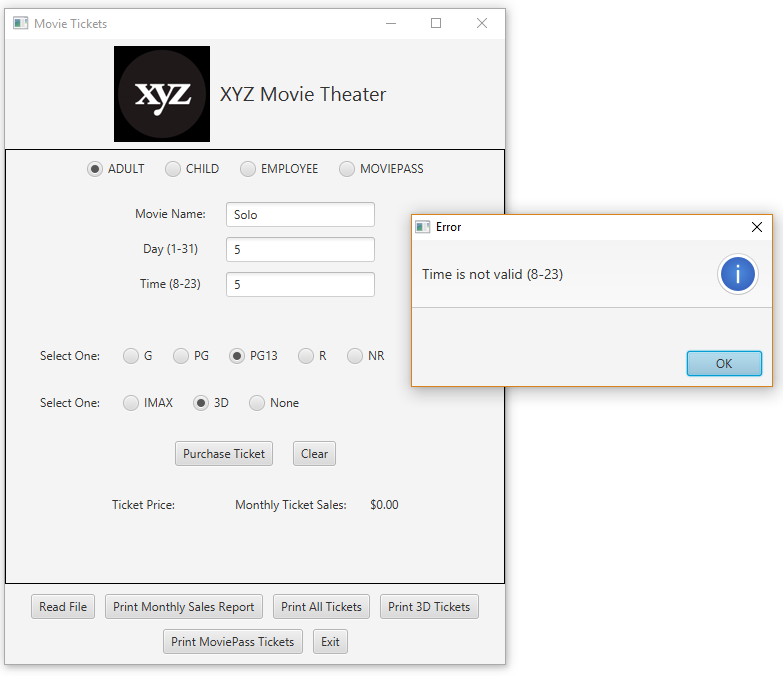 Movie Tickets
xyz
XYZ Movie Theater
ADULT CHILD EMPLOYEE MOVIEPASS
Movie Name: Solo
Day (1-31) 5
Time (8-23) 5
Error
Time is not valid (8-23)
i
OK
Select One: G PG PG13 R NR
Select One: IMAX 3D None
Purchase Ticket Clear
Ticket Price: Monthly Ticket Sales: $0.00
Read File Print Monthly Sales Report Print All Tickets Print 3D Tickets
Print MoviePass Tickets Exit